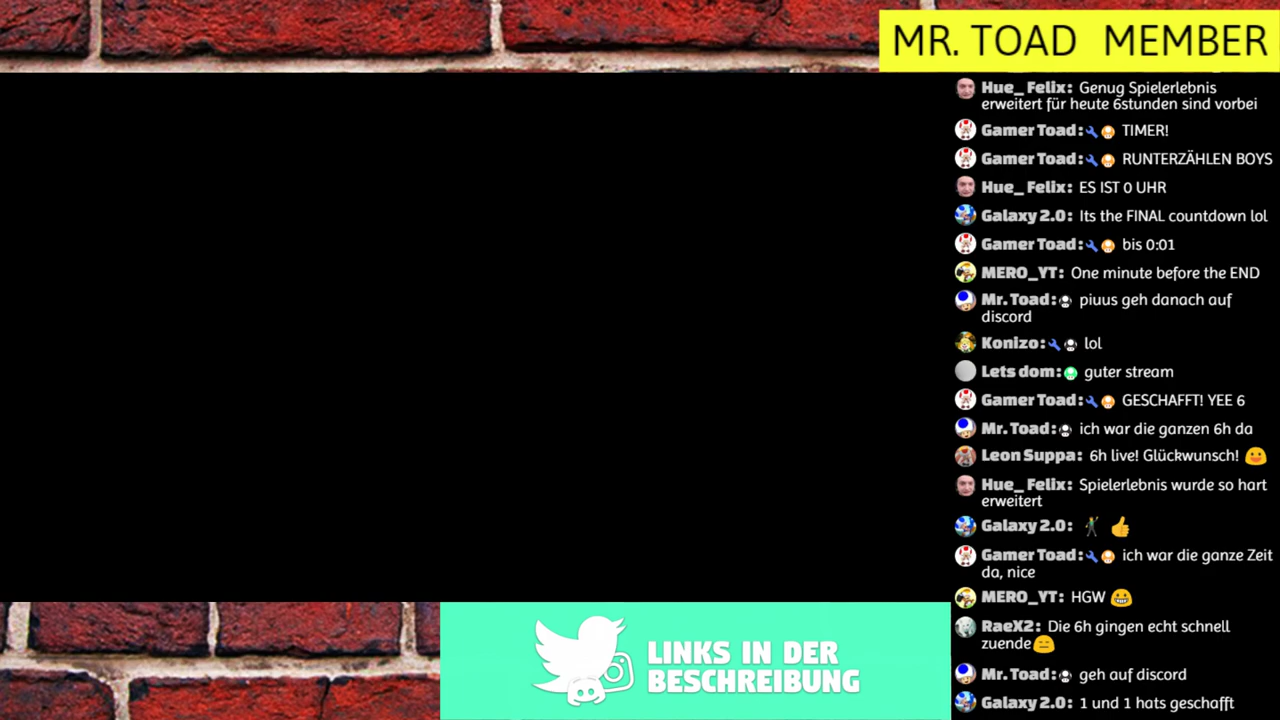 MR. TOAD MEMBER
Hue_ Felix: Genug Spielerlebnis
erweitert für heute 6stunden sind vorbei
Gamer Toad: TIMER!
Gamer Toad: RUNTERZÄHLEN BOYS
Hue_ Felix: ES IST 0 UHR
Galaxy 2.0: Its the FINAL countdown lol
Gamer Toad: bis 0:01
MERO_YT: One minute before the END
Mr. Toad: piuus geh danach auf
discord
Konizo: lol
Lets dom: guter stream
Gamer Toad: GESCHAFFT! YEE 6
Mr. Toad: ich war die ganzen 6h da
Leon Suppa: 6h live! Glückwunsch! 😀
Hue_ Felix: Spielerlebnis wurde so hart
erweitert
Galaxy 2.0: 🕺 👍
Gamer Toad: ich war die ganze Zeit
da, nice
MERO_YT: HGW 😁
RaeX2: Die 6h gingen echt schnell
zuende😑
Mr. Toad: geh auf discord
Galaxy 2.0: 1 und 1 hats geschafft
LINKS IN DER
BESCHREIBUNG